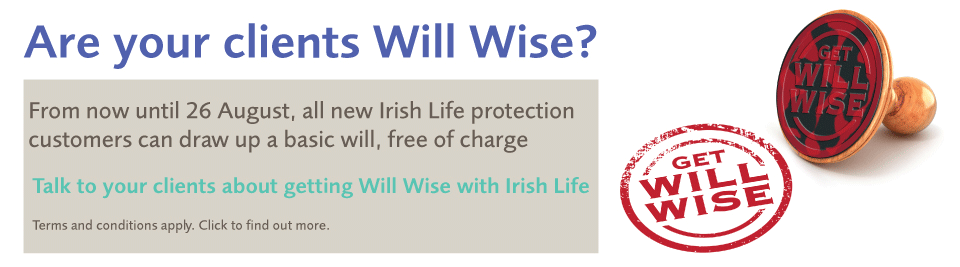 Are your clients Will Wise?
From now until 26 August, all new Irish Life protection
customers can draw up a basic will, free of charge
Talk to your clients about getting Will Wise with Irish Life
Terms and conditions apply. Click to find out more.
GET
WILL
WISE
GET
WILL
WISE